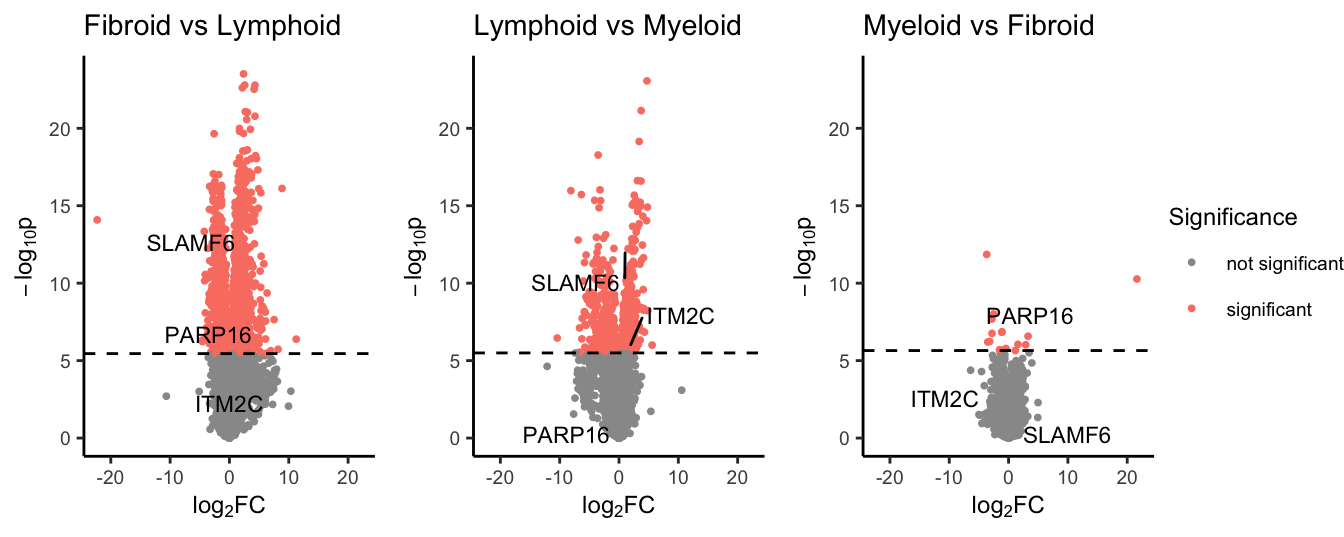 Fibroid vs Lymphoid
−log₁₀p
20
15
10
5
0
SLAMF6
PARP16
ITM2C
-20 -10 0 10 20
log₂FC
Lymphoid vs Myeloid
−log₁₀p
20
15
10
5
0
SLAMF6
ITM2C
PARP16
-20 -10 0 10 20
log₂FC
Myeloid vs Fibroid
−log₁₀p
20
15
10
5
0
PARP16
ITM2C
SLAMF6
-20 -10 0 10 20
log₂FC
Significance
not significant
significant